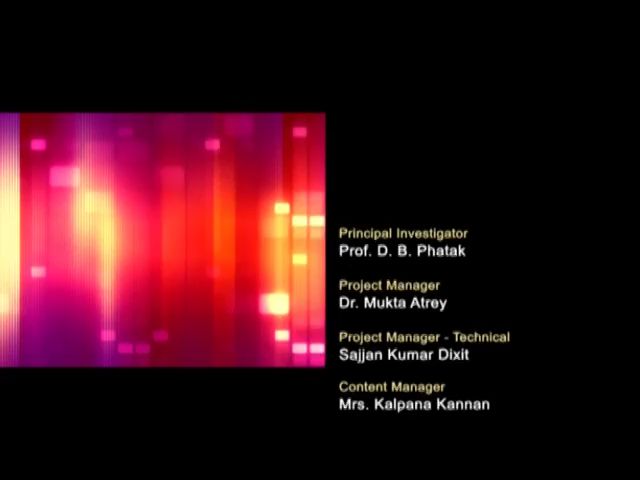 Principal Investigator
Prof. D. B. Phatak
Project Manager
Dr. Mukta Atrey
Project Manager - Technical
Sajjan Kumar Dixit
Content Manager
Mrs. Kalpana Kannan